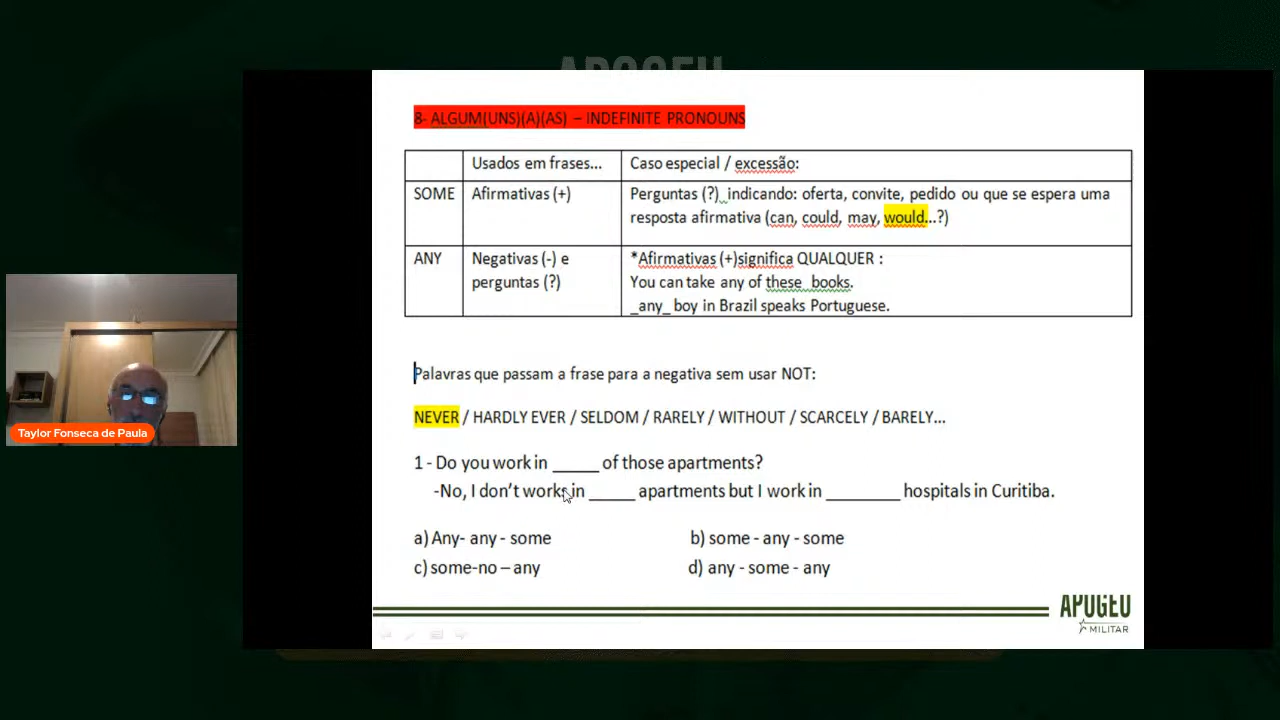 APOGEU
8- ALGUM(UNS)(A)(AS) – INDEFINITE PRONOUNS
Usados em frases... Caso especial / excessão:
SOME Afirmativas (+) Perguntas (?) indicando: oferta, convite, pedido ou que se espera uma
resposta afirmativa (can, could, may, would...?)
ANY Negativas (-) e *Afirmativas (+)significa QUALQUER :
perguntas (?) You can take any of these books.
_any_ boy in Brazil speaks Portuguese.
Palavras que passam a frase para a negativa sem usar NOT:
NEVER / HARDLY EVER / SELDOM / RARELY / WITHOUT / SCARCELY / BARELY...
1 - Do you work in _____ of those apartments?
-No, I don't works in _____ apartments but I work in ________ hospitals in Curitiba.
a) Any- any - some b) some - any - some
c) some-no – any d) any - some - any
Taylor Fonseca de Paula
APOGEU
MILITAR